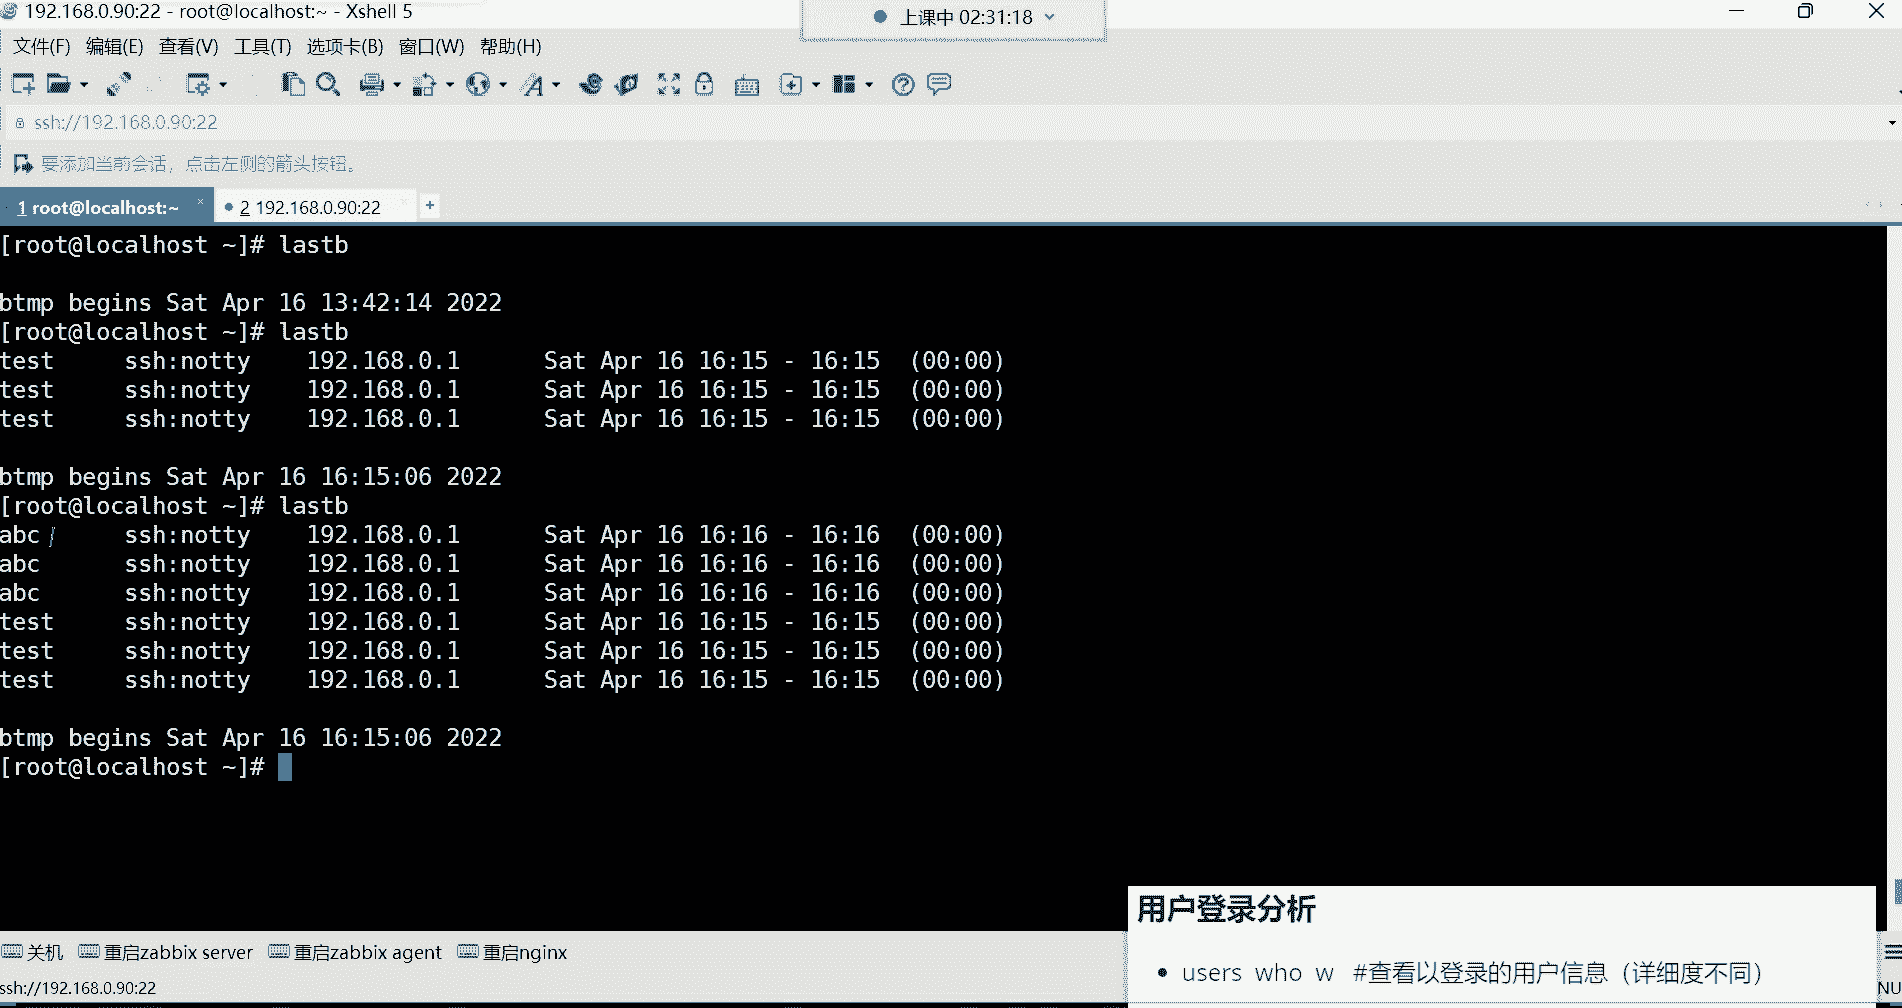 192.168.0.90:22 - root@localhost:~ - Xshell 5
上课中 02:31:18
文件(F) 编辑(E) 查看(V) 工具(T) 选项卡(B) 窗口(W) 帮助(H)
ssh://192.168.0.90:22
要添加当前会话，点击左侧的箭头按钮。
1 root@localhost:~ × 2 192.168.0.90:22 +
[root@localhost ~]# lastb
btmp begins Sat Apr 16 13:42:14 2022
[root@localhost ~]# lastb
test ssh:notty 192.168.0.1 Sat Apr 16 16:15 - 16:15 (00:00)
test ssh:notty 192.168.0.1 Sat Apr 16 16:15 - 16:15 (00:00)
test ssh:notty 192.168.0.1 Sat Apr 16 16:15 - 16:15 (00:00)
btmp begins Sat Apr 16 16:15:06 2022
[root@localhost ~]# lastb
abc ssh:notty 192.168.0.1 Sat Apr 16 16:16 - 16:16 (00:00)
abc ssh:notty 192.168.0.1 Sat Apr 16 16:16 - 16:16 (00:00)
abc ssh:notty 192.168.0.1 Sat Apr 16 16:16 - 16:16 (00:00)
test ssh:notty 192.168.0.1 Sat Apr 16 16:15 - 16:15 (00:00)
test ssh:notty 192.168.0.1 Sat Apr 16 16:15 - 16:15 (00:00)
test ssh:notty 192.168.0.1 Sat Apr 16 16:15 - 16:15 (00:00)
btmp begins Sat Apr 16 16:15:06 2022
[root@localhost ~]#
用户登录分析
关机 重启zabbix server 重启zabbix agent 重启nginx
• users who w #查看以登录的用户信息（详细度不同）
ssh://192.168.0.90:22
NU